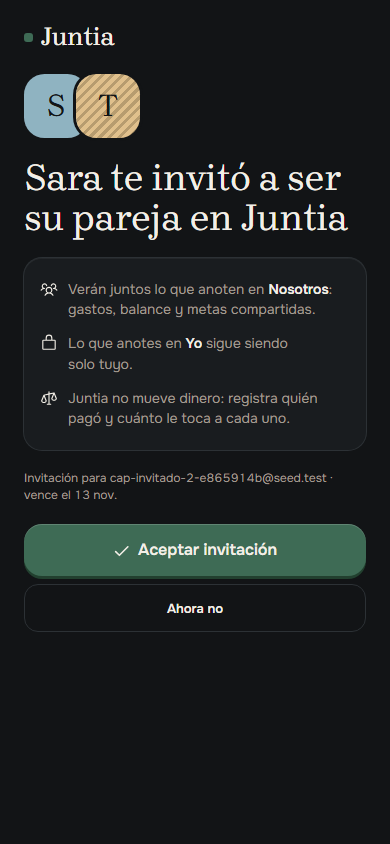 Juntia
S T
Sara te invitó a ser
su pareja en Juntia
Verán juntos lo que anoten en Nosotros:
gastos, balance y metas compartidas.
Lo que anotes en Yo sigue siendo
solo tuyo.
Juntia no mueve dinero: registra quién
pagó y cuánto le toca a cada uno.
Invitación para cap-invitado-2-e865914b@seed.test ·
vence el 13 nov.
Aceptar invitación
Ahora no